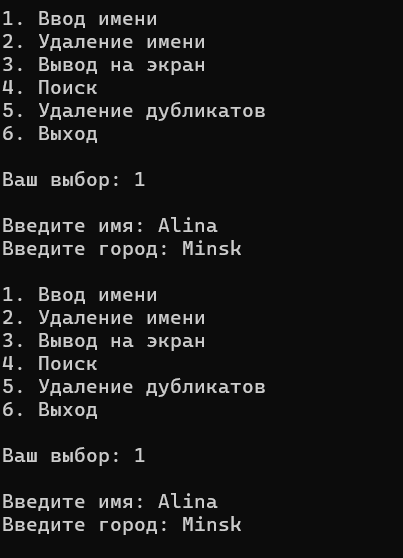 1. Ввод имени
2. Удаление имени
3. Вывод на экран
4. Поиск
5. Удаление дубликатов
6. Выход
Ваш выбор: 1
Введите имя: Alina
Введите город: Minsk
1. Ввод имени
2. Удаление имени
3. Вывод на экран
4. Поиск
5. Удаление дубликатов
6. Выход
Ваш выбор: 1
Введите имя: Alina
Введите город: Minsk